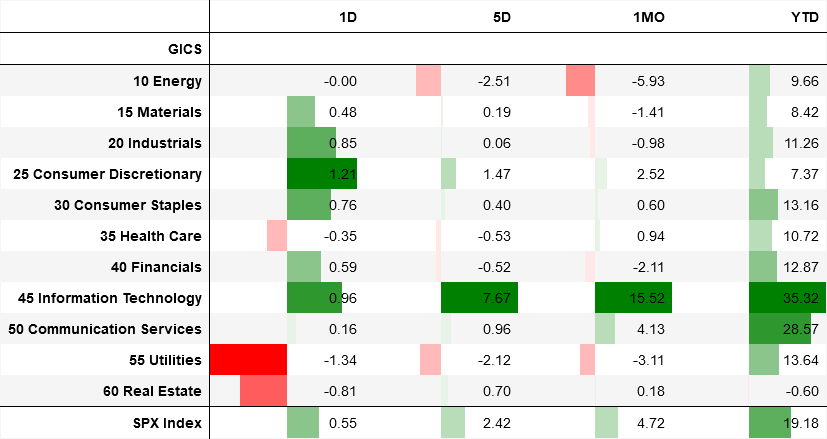 1D 5D 1MO YTD
GICS
10 Energy -0.00 -2.51 -5.93 9.66
15 Materials 0.48 0.19 -1.41 8.42
20 Industrials 0.85 0.06 -0.98 11.26
25 Consumer Discretionary 1.21 1.47 2.52 7.37
30 Consumer Staples 0.76 0.40 0.60 13.16
35 Health Care -0.35 -0.53 0.94 10.72
40 Financials 0.59 -0.52 -2.11 12.87
45 Information Technology 0.96 7.67 15.52 35.32
50 Communication Services 0.16 0.96 4.13 28.57
55 Utilities -1.34 -2.12 -3.11 13.64
60 Real Estate -0.81 0.70 0.18 -0.60
SPX Index 0.55 2.42 4.72 19.18